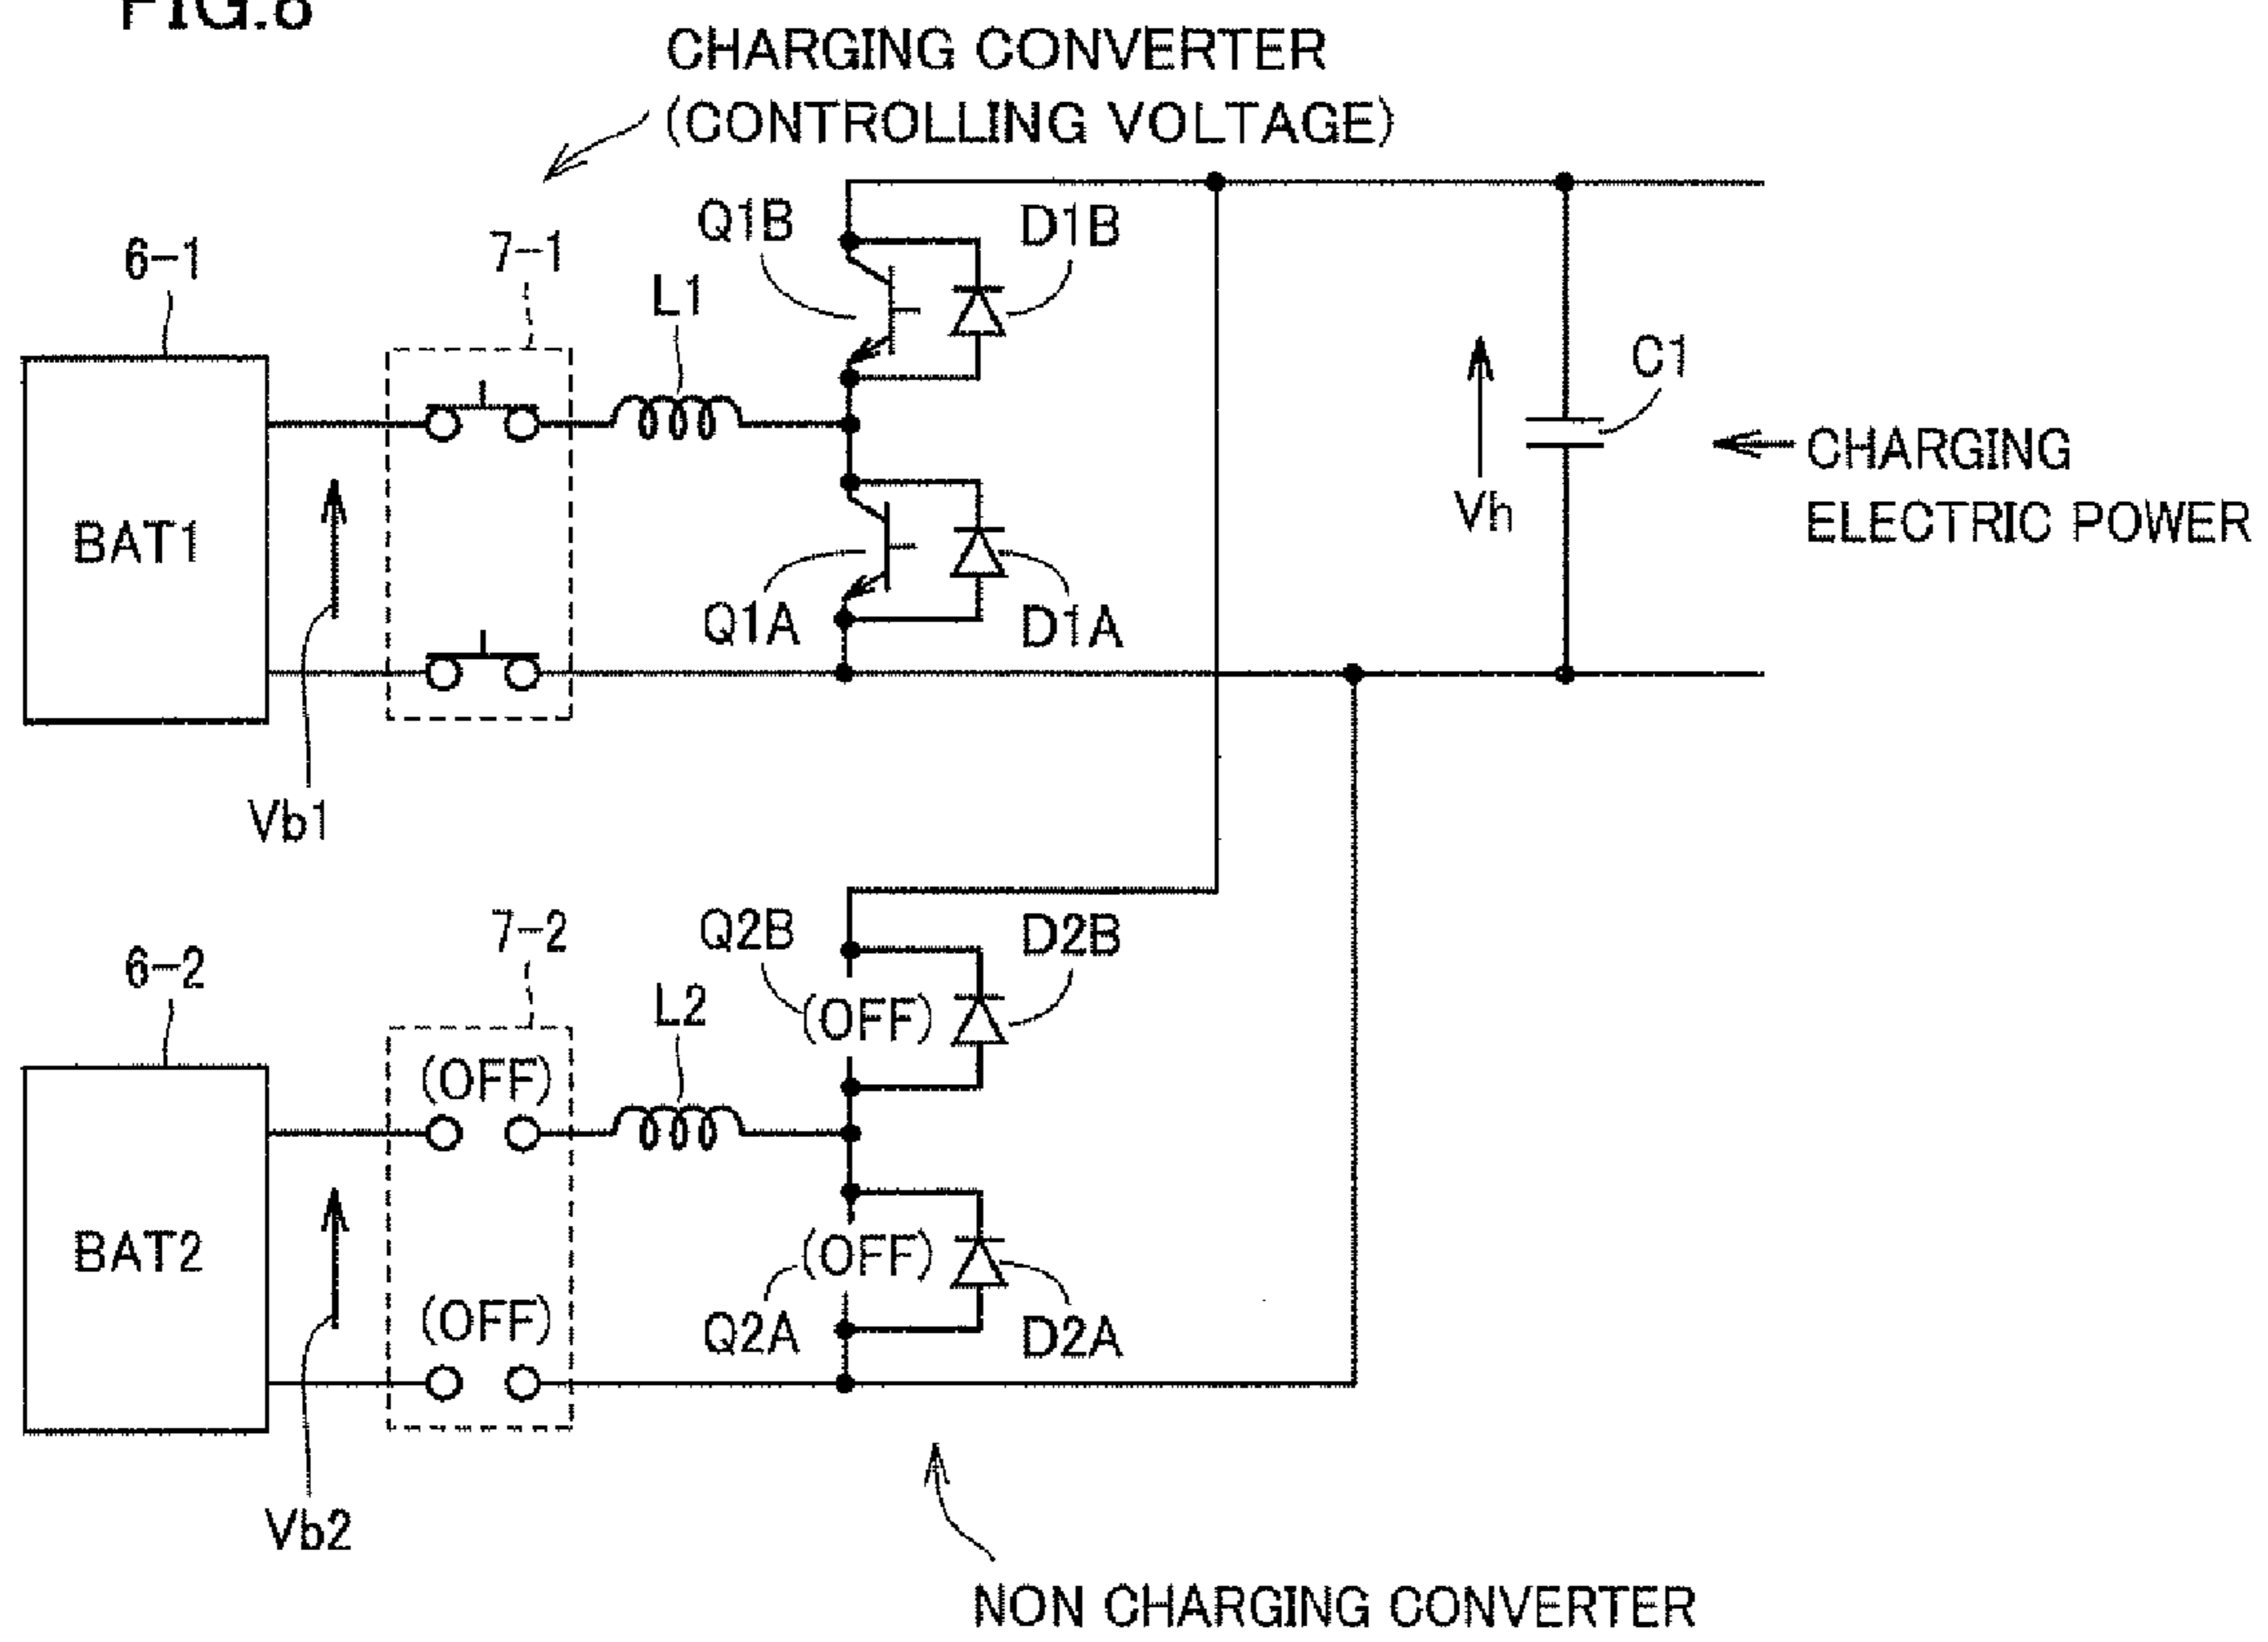 FIG.8
CHARGING CONVERTER
(CONTROLLING VOLTAGE)
Q1B
D1B
6-1
7-1
L1
C1
Vh
CHARGING
ELECTRIC POWER
BAT1
Q1A
D1A
Vb1
Q2B
D2B
6-2
7-2
L2
(OFF)
(OFF)
BAT2
(OFF)
(OFF)
Q2A
D2A
Vb2
NON CHARGING CONVERTER